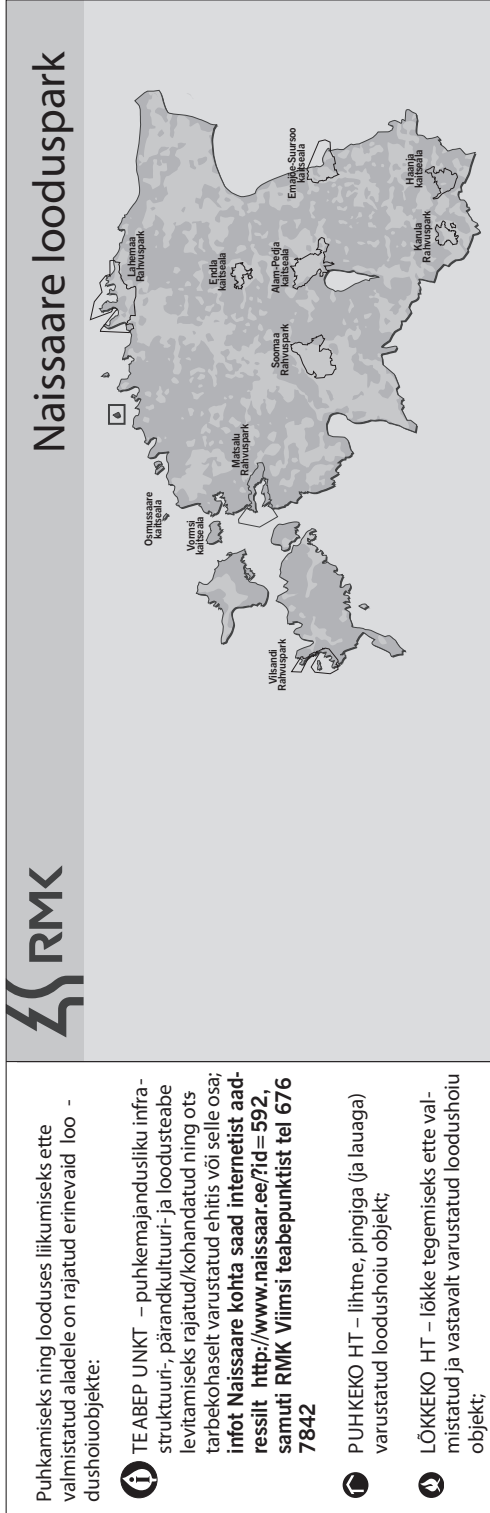 Puhkamiseks ning looduses liikumiseks ette
valmistatud aladele on rajatud erinevaid loo -
dushoiuobjekte:
TE ABEP UNKT – puhkemajandusliku infra-
struktuuri-, pärandkultuuri- ja loodusteabe
levitamiseks rajatud/kohandatud ning ots
tarbekohaselt varustatud ehitis või selle osa;
infot Naissaare kohta saad internetist aad-
ressilt http://www.naissaar.ee/?id=592,
samuti RMK Viimsi teabepunktist tel 676
7842
PUHKEKO HT – lihtne, pingiga (ja lauaga)
varustatud loodushoiu objekt;
LÕKKEKO HT – lõkke tegemiseks ette val-
mistatud ja vastavalt varustatud loodushoiu
objekt;
RMK
Naissaare looduspark
Osmussaare
kaitseala
Vormsi
kaitseala
Vilsandi
Rahvuspark
Matsalu
Rahvuspark
Lahemaa
Rahvuspark
Endla
kaitseala
Alam-Pedja
kaitseala
Soomaa
Rahvuspark
Emajõe-Suursoo
kaitseala
Haanja
kaitseala
Karula
Rahvuspark